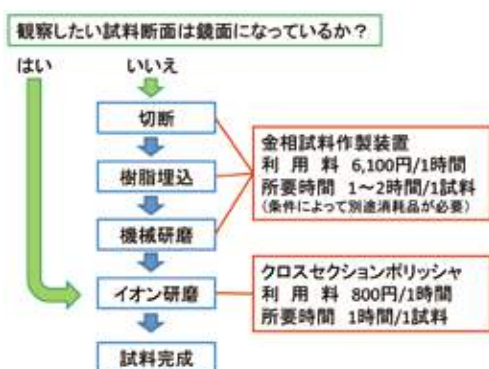 観察したい試料断面は鏡面になっているか？
はい
いいえ
切断
樹脂埋込
機械研磨
イオン研磨
試料完成
金相試料作製装置
利　用　料　6,100円/1時間
所要時間　1～2時間/1試料
(条件によって別途消耗品が必要)
クロスセクションポリッシャ
利　用　料　800円/1時間
所要時間　1時間/1試料